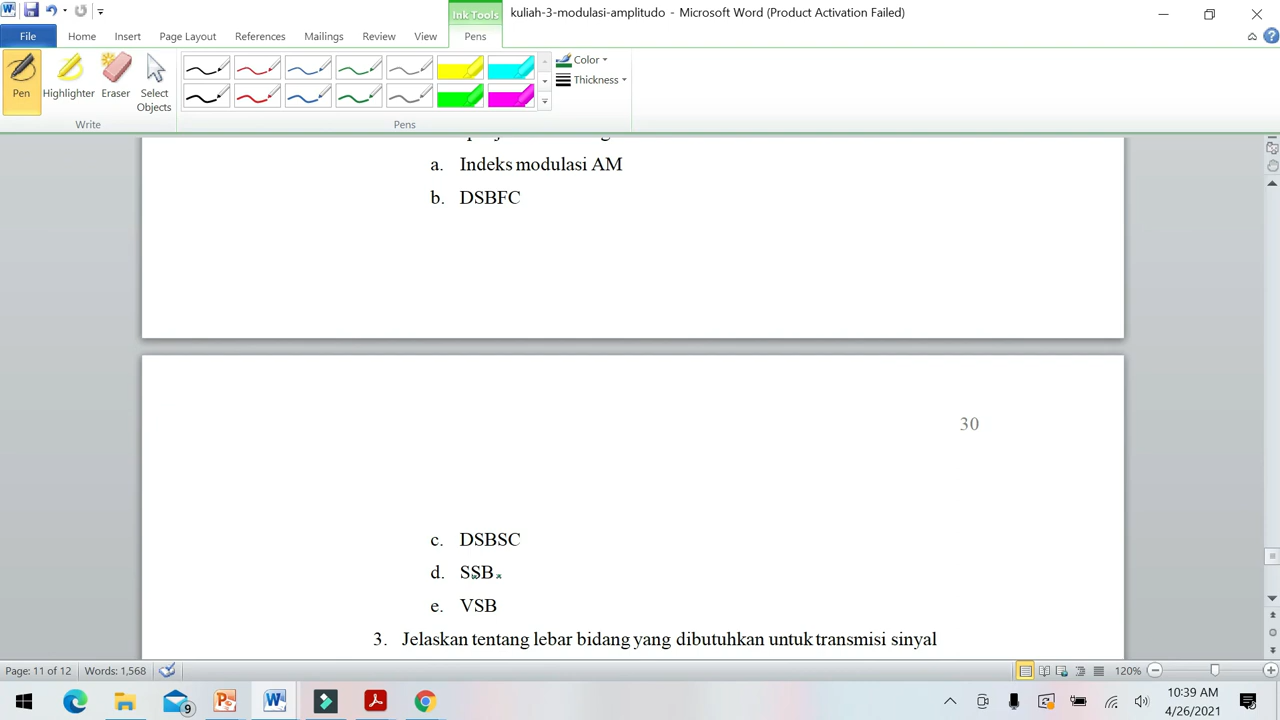 Ink Tools
kuliah-3-modulasi-amplitudo - Microsoft Word (Product Activation Failed)
File Home Insert Page Layout References Mailings Review View Pens
Pen Highlighter Eraser Select Objects
Color
Thickness
Write Pens
a. Indeks modulasi AM
b. DSBFC
30
c. DSBSC
d. SSB
e. VSB
3. Jelaskan tentang lebar bidang yang dibutuhkan untuk transmisi sinyal
Page: 11 of 12 Words: 1,568 120%
9
10:39 AM
4/26/2021